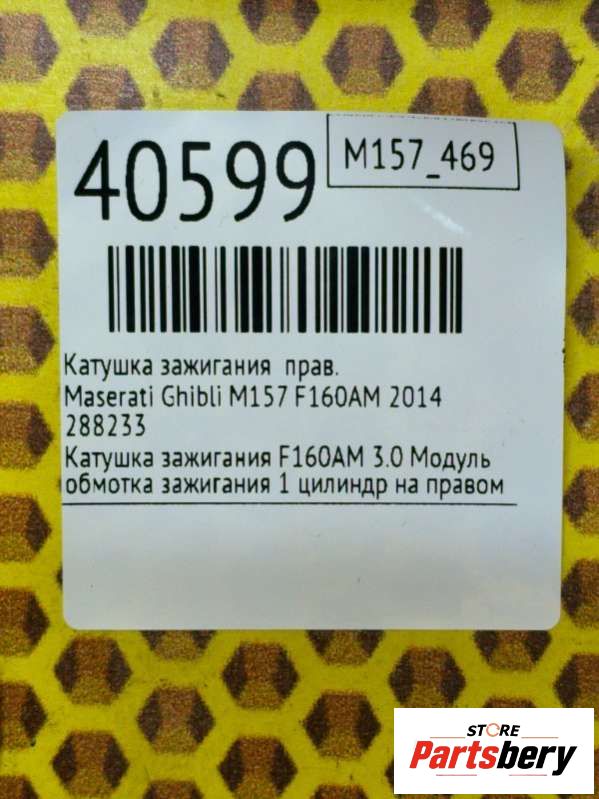 40599
M157_469
Катушка зажигания прав.
Maserati Ghibli M157 F160AM 2014
288233
Катушка зажигания F160AM 3.0 Модуль
обмотка зажигания 1 цилиндр на правом
STORE
Partsbery